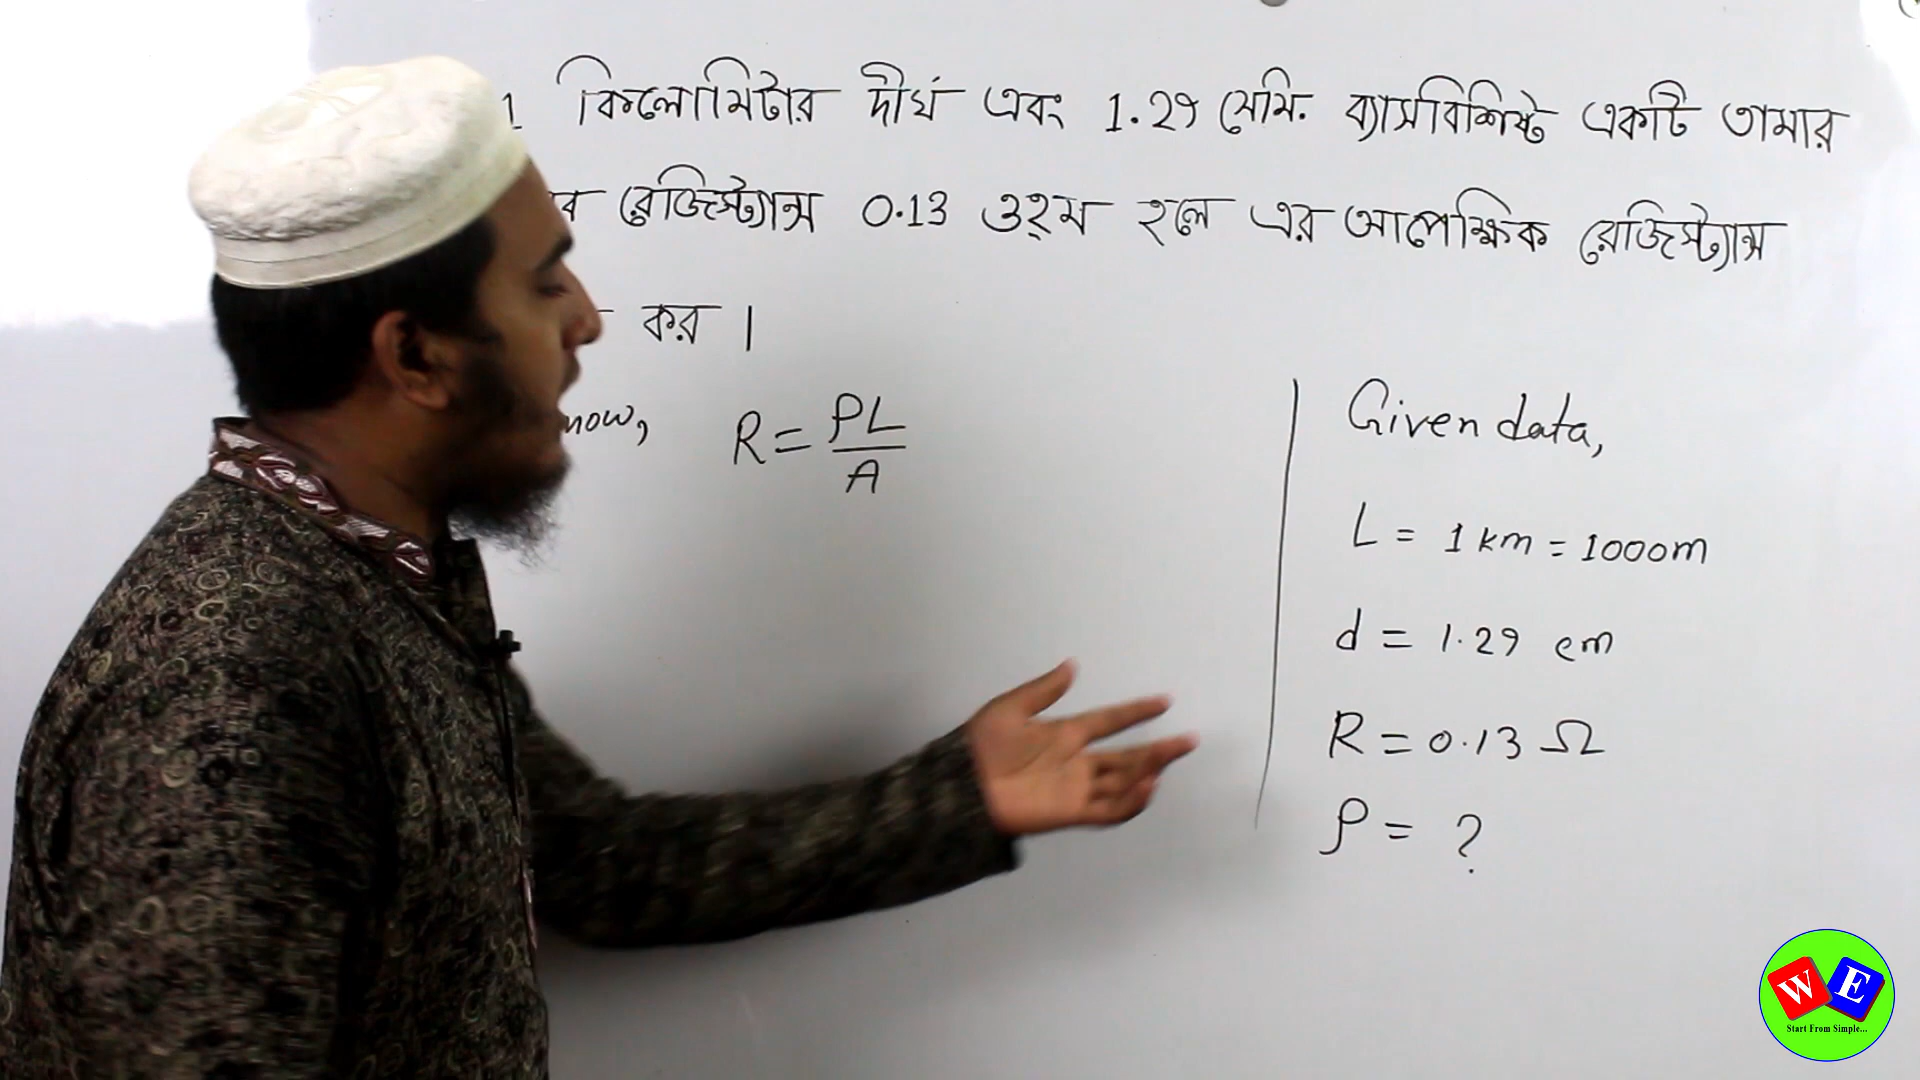 1 কিলোমিটার দীর্ঘ এবং 1.29 সেমি. ব্যাসবিশিষ্ট একটি তামার
রেজিস্ট্যান্স 0.13 ওহ্ম হলে এর আপেক্ষিক রেজিস্ট্যান্স
কর ।
now, R = ρL / A
Given data,
L = 1 km = 1000m
d = 1.29 cm
R = 0.13 Ω
ρ = ?
W E
Start From Simple...